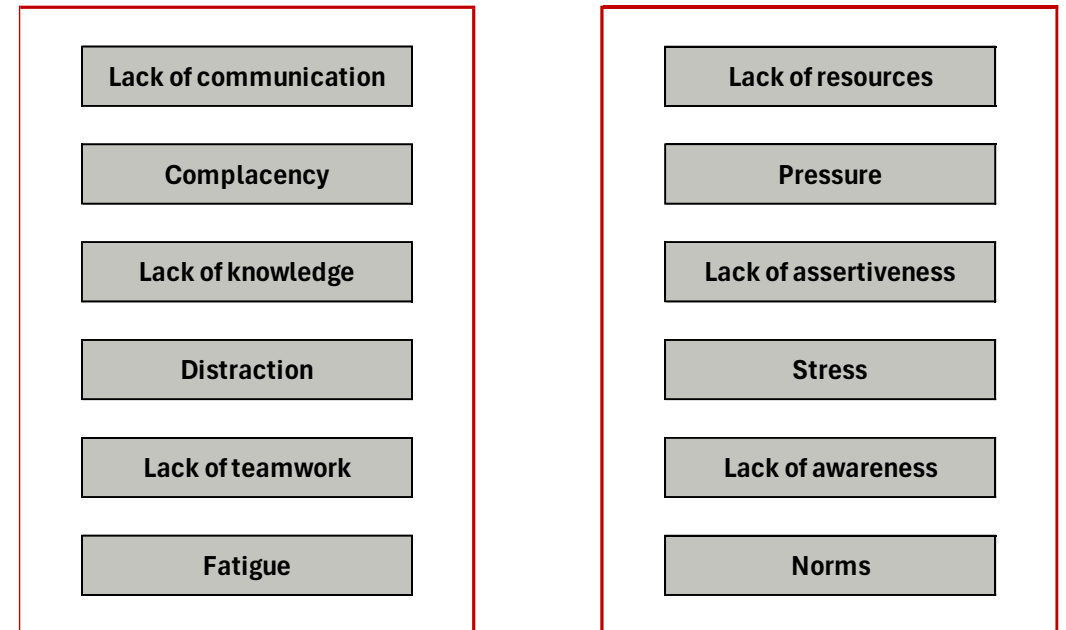 Lack of communication
Complacency
Lack of knowledge
Distraction
Lack of teamwork
Fatigue
Lack of resources
Pressure
Lack of assertiveness
Stress
Lack of awareness
Norms